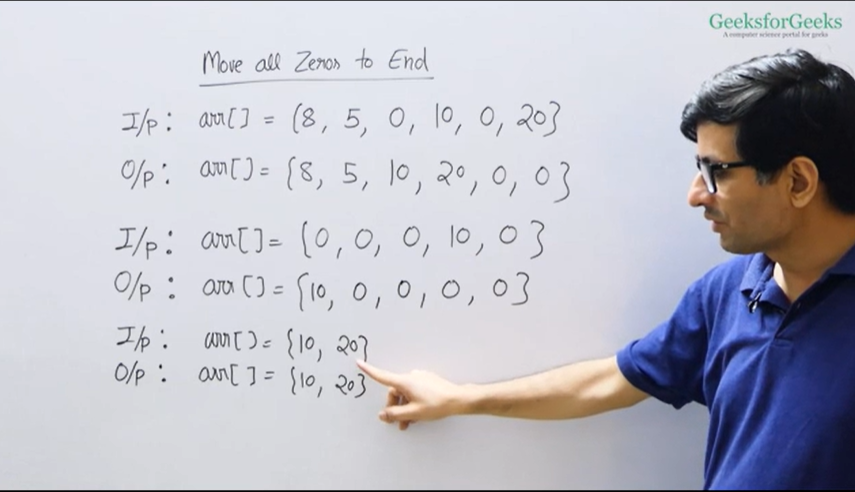 GeeksforGeeks
A computer science portal for geeks
Move all Zeros to End
I/p: arr[] = {8, 5, 0, 10, 0, 20}
O/p: arr[] = {8, 5, 10, 20, 0, 0}
I/p: arr[] = {0, 0, 0, 10, 0}
O/p: arr[] = {10, 0, 0, 0, 0}
I/p: arr[] = {10, 20}
O/p: arr[] = {10, 20}